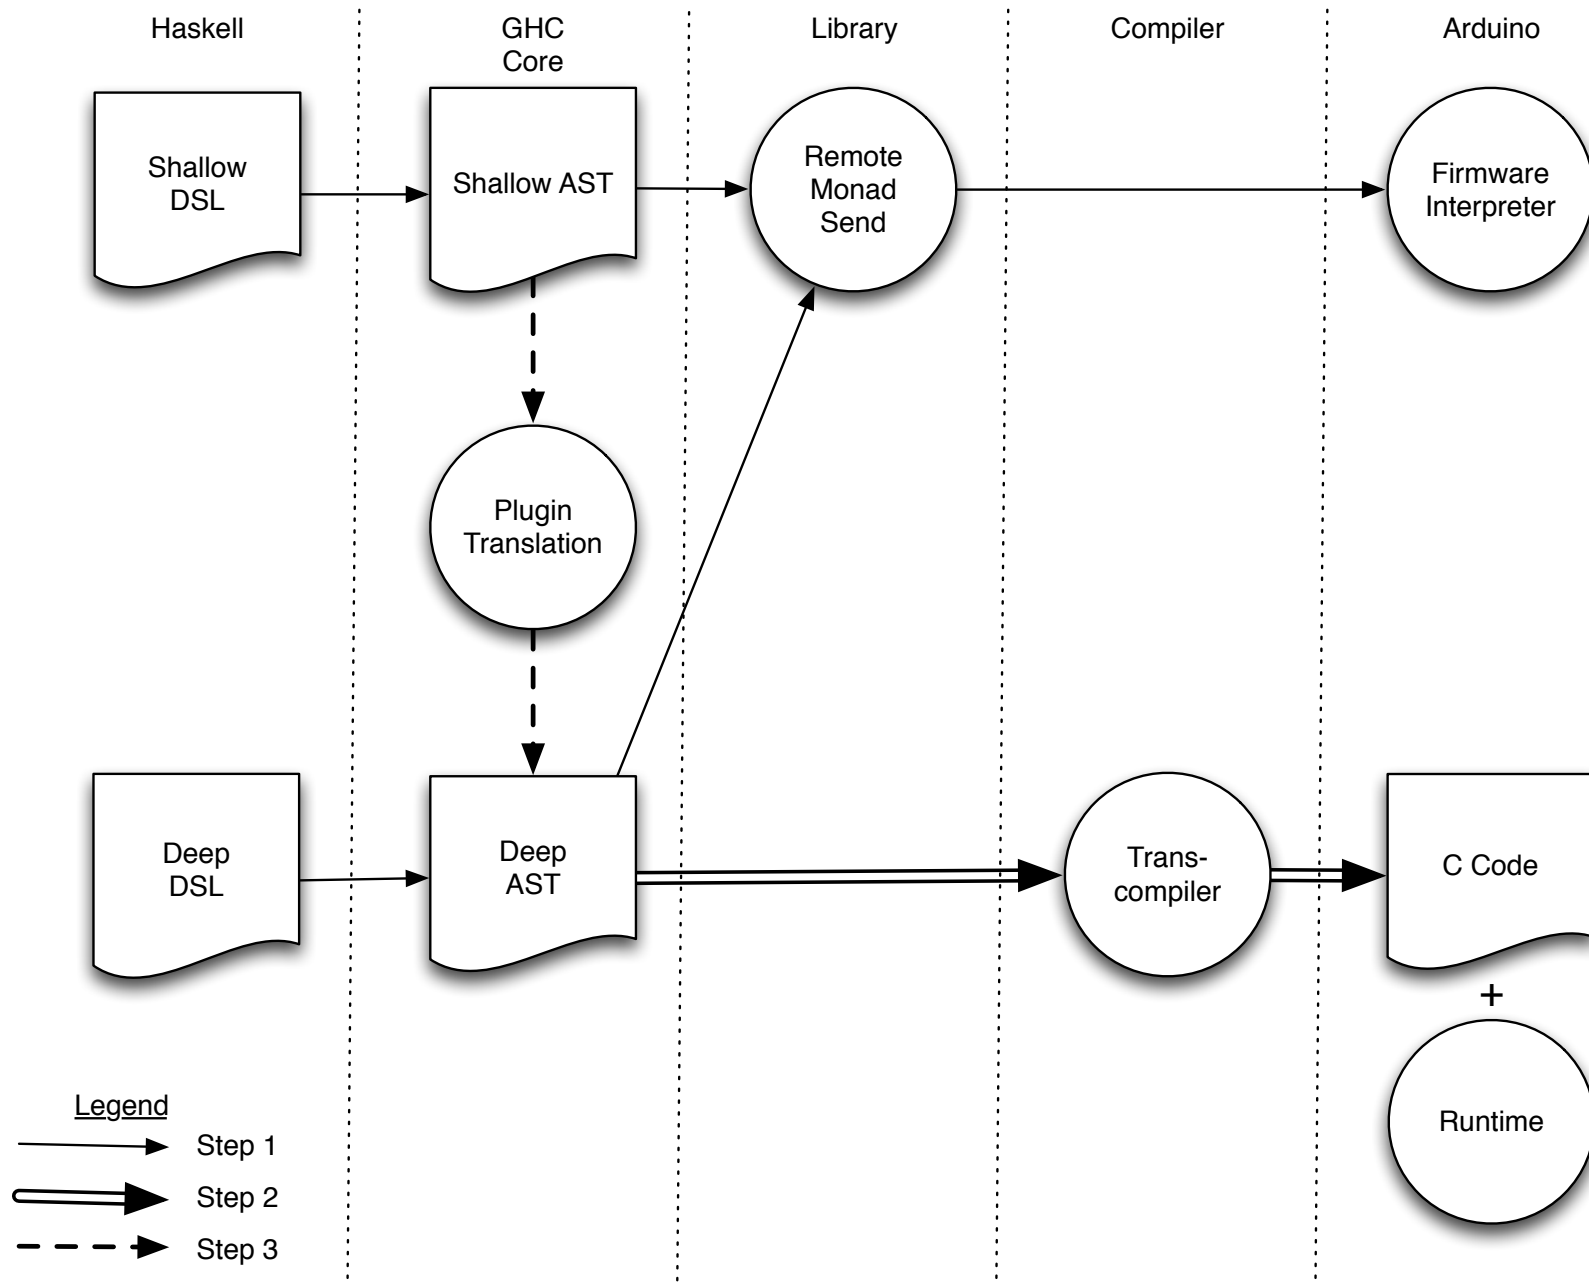 Haskell
GHC
Core
Library
Compiler
Arduino
Shallow
DSL
Shallow AST
Remote
Monad
Send
Firmware
Interpreter
Plugin
Translation
Deep
DSL
Deep
AST
Trans-
compiler
C Code
+
Runtime
Legend
Step 1
Step 2
Step 3